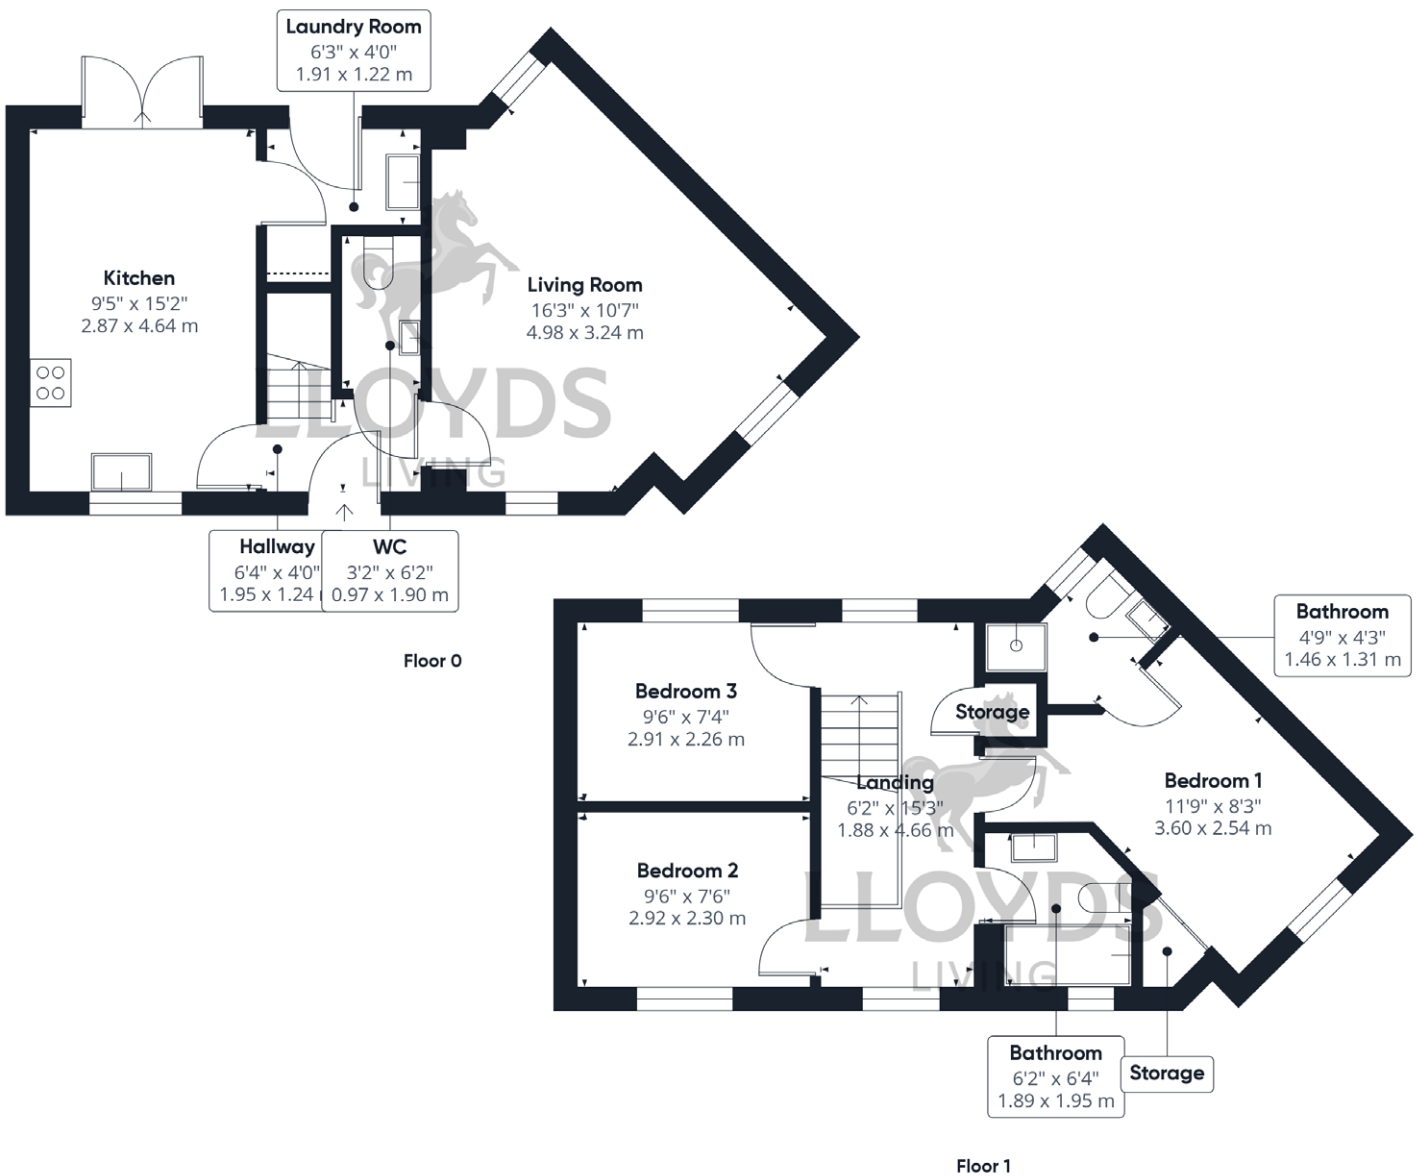 Laundry Room
6'3" x 4'0"
1.91 x 1.22 m
Kitchen
9'5" x 15'2"
2.87 x 4.64 m
Living Room
16'3" x 10'7"
4.98 x 3.24 m
LLOYDS
LIVING
Hallway
6'4" x 4'0"
1.95 x 1.24
WC
3'2" x 6'2"
0.97 x 1.90 m
Floor 0
Bathroom
4'9" x 4'3"
1.46 x 1.31 m
Bedroom 3
9'6" x 7'4"
2.91 x 2.26 m
Storage
Landing
6'2" x 15'3"
1.88 x 4.66 m
Bedroom 1
11'9" x 8'3"
3.60 x 2.54 m
Bedroom 2
9'6" x 7'6"
2.92 x 2.30 m
LLOYDS
LIVING
Bathroom
6'2" x 6'4"
1.89 x 1.95 m
Storage
Floor 1